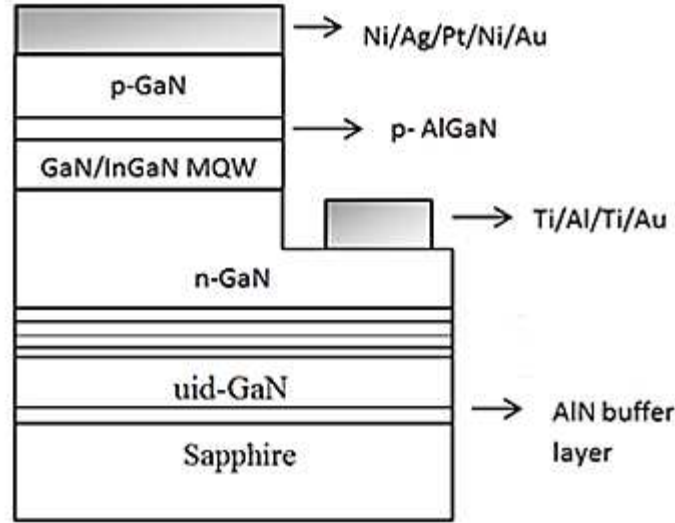 Ni/Ag/Pt/Ni/Au
p-GaN
p- AlGaN
GaN/InGaN MQW
Ti/Al/Ti/Au
n-GaN
uid-GaN
AlN buffer
layer
Sapphire